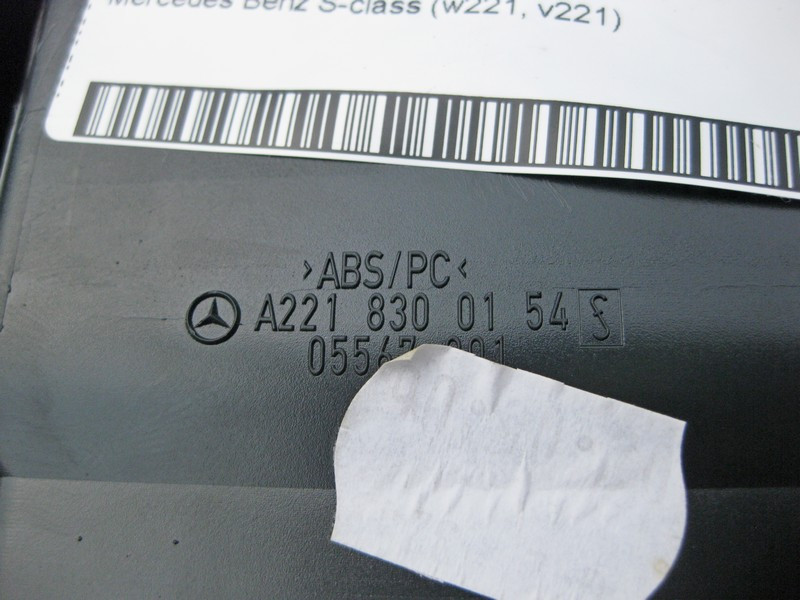 Mercedes Benz S-class (w221, v221)
>ABS/PC<
A221 830 01 54